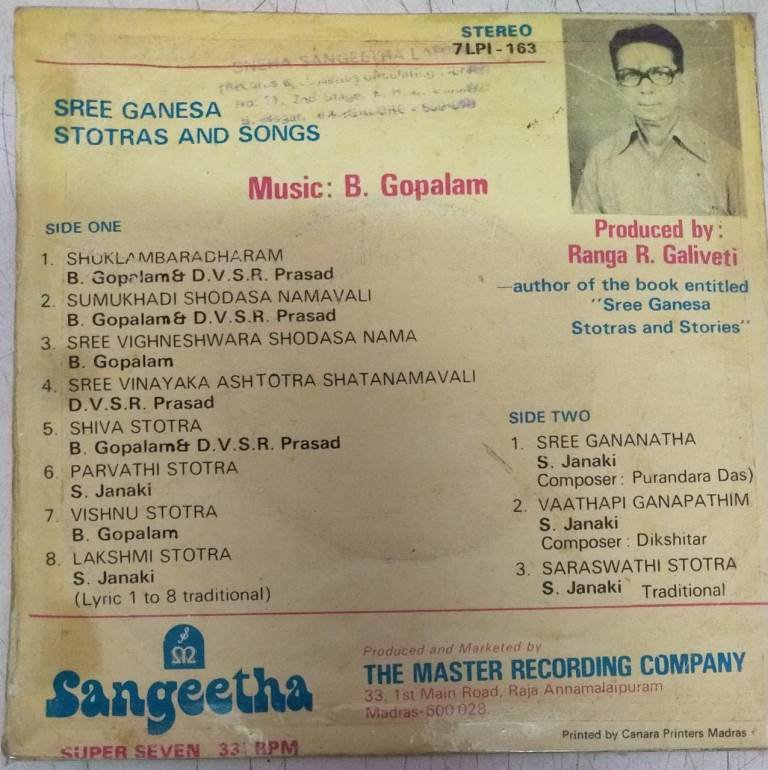 STEREO
7LPI-163
SNEHA SANGEETHA
SREE GANESA
STOTRAS AND SONGS
Music: B. Gopalam
Produced by:
Ranga R. Galiveti
—author of the book entitled
"Sree Ganesa
Stotras and Stories"
SIDE ONE
1. SHUKLAMBARADHARAM
B. Gopalam & D.V.S.R. Prasad
2. SUMUKHADI SHODASA NAMAVALI
B. Gopalam & D.V.S.R. Prasad
3. SREE VIGHNESHWARA SHODASA NAMA
B. Gopalam
4. SREE VINAYAKA ASHTOTRA SHATANAMAVALI
D.V.S.R. Prasad
5. SHIVA STOTRA
B. Gopalam & D.V.S.R. Prasad
6. PARVATHI STOTRA
S. Janaki
7. VISHNU STOTRA
B. Gopalam
8. LAKSHMI STOTRA
S. Janaki
(Lyric 1 to 8 traditional)
SIDE TWO
1. SREE GANANATHA
S. Janaki
Composer: Purandara Das)
2. VAATHAPI GANAPATHIM
S. Janaki
Composer: Dikshitar
3. SARASWATHI STOTRA
S. Janaki Traditional
Sangeetha
SUPER SEVEN 33⅓ RPM
Produced and Marketed by
THE MASTER RECORDING COMPANY
33, 1st Main Road, Raja Annamalaipuram
Madras-600 028.
Printed by Canara Printers Madras